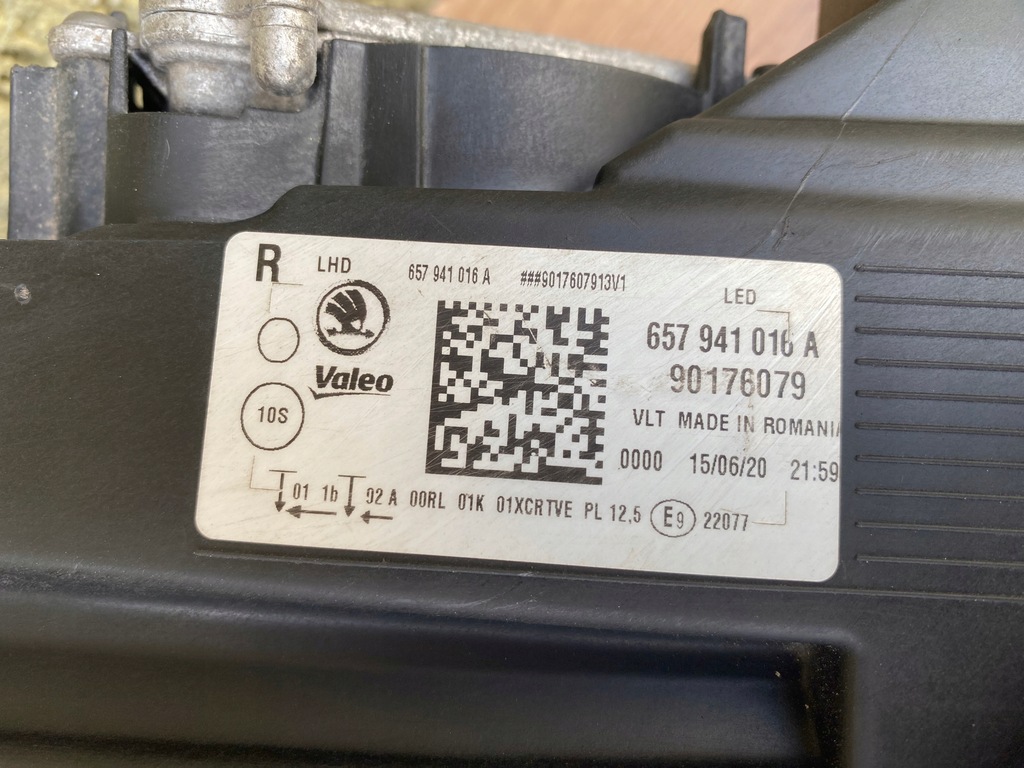 R LHD 657 941 016 A ###9017607913V1
LED
Valeo
657 941 016 A
90176079
10S
VLT MADE IN ROMANIA
0000 15/06/20 21:59
01 1b 02 A 00RL 01K 01XCRTVE PL 12,5 E9 22077